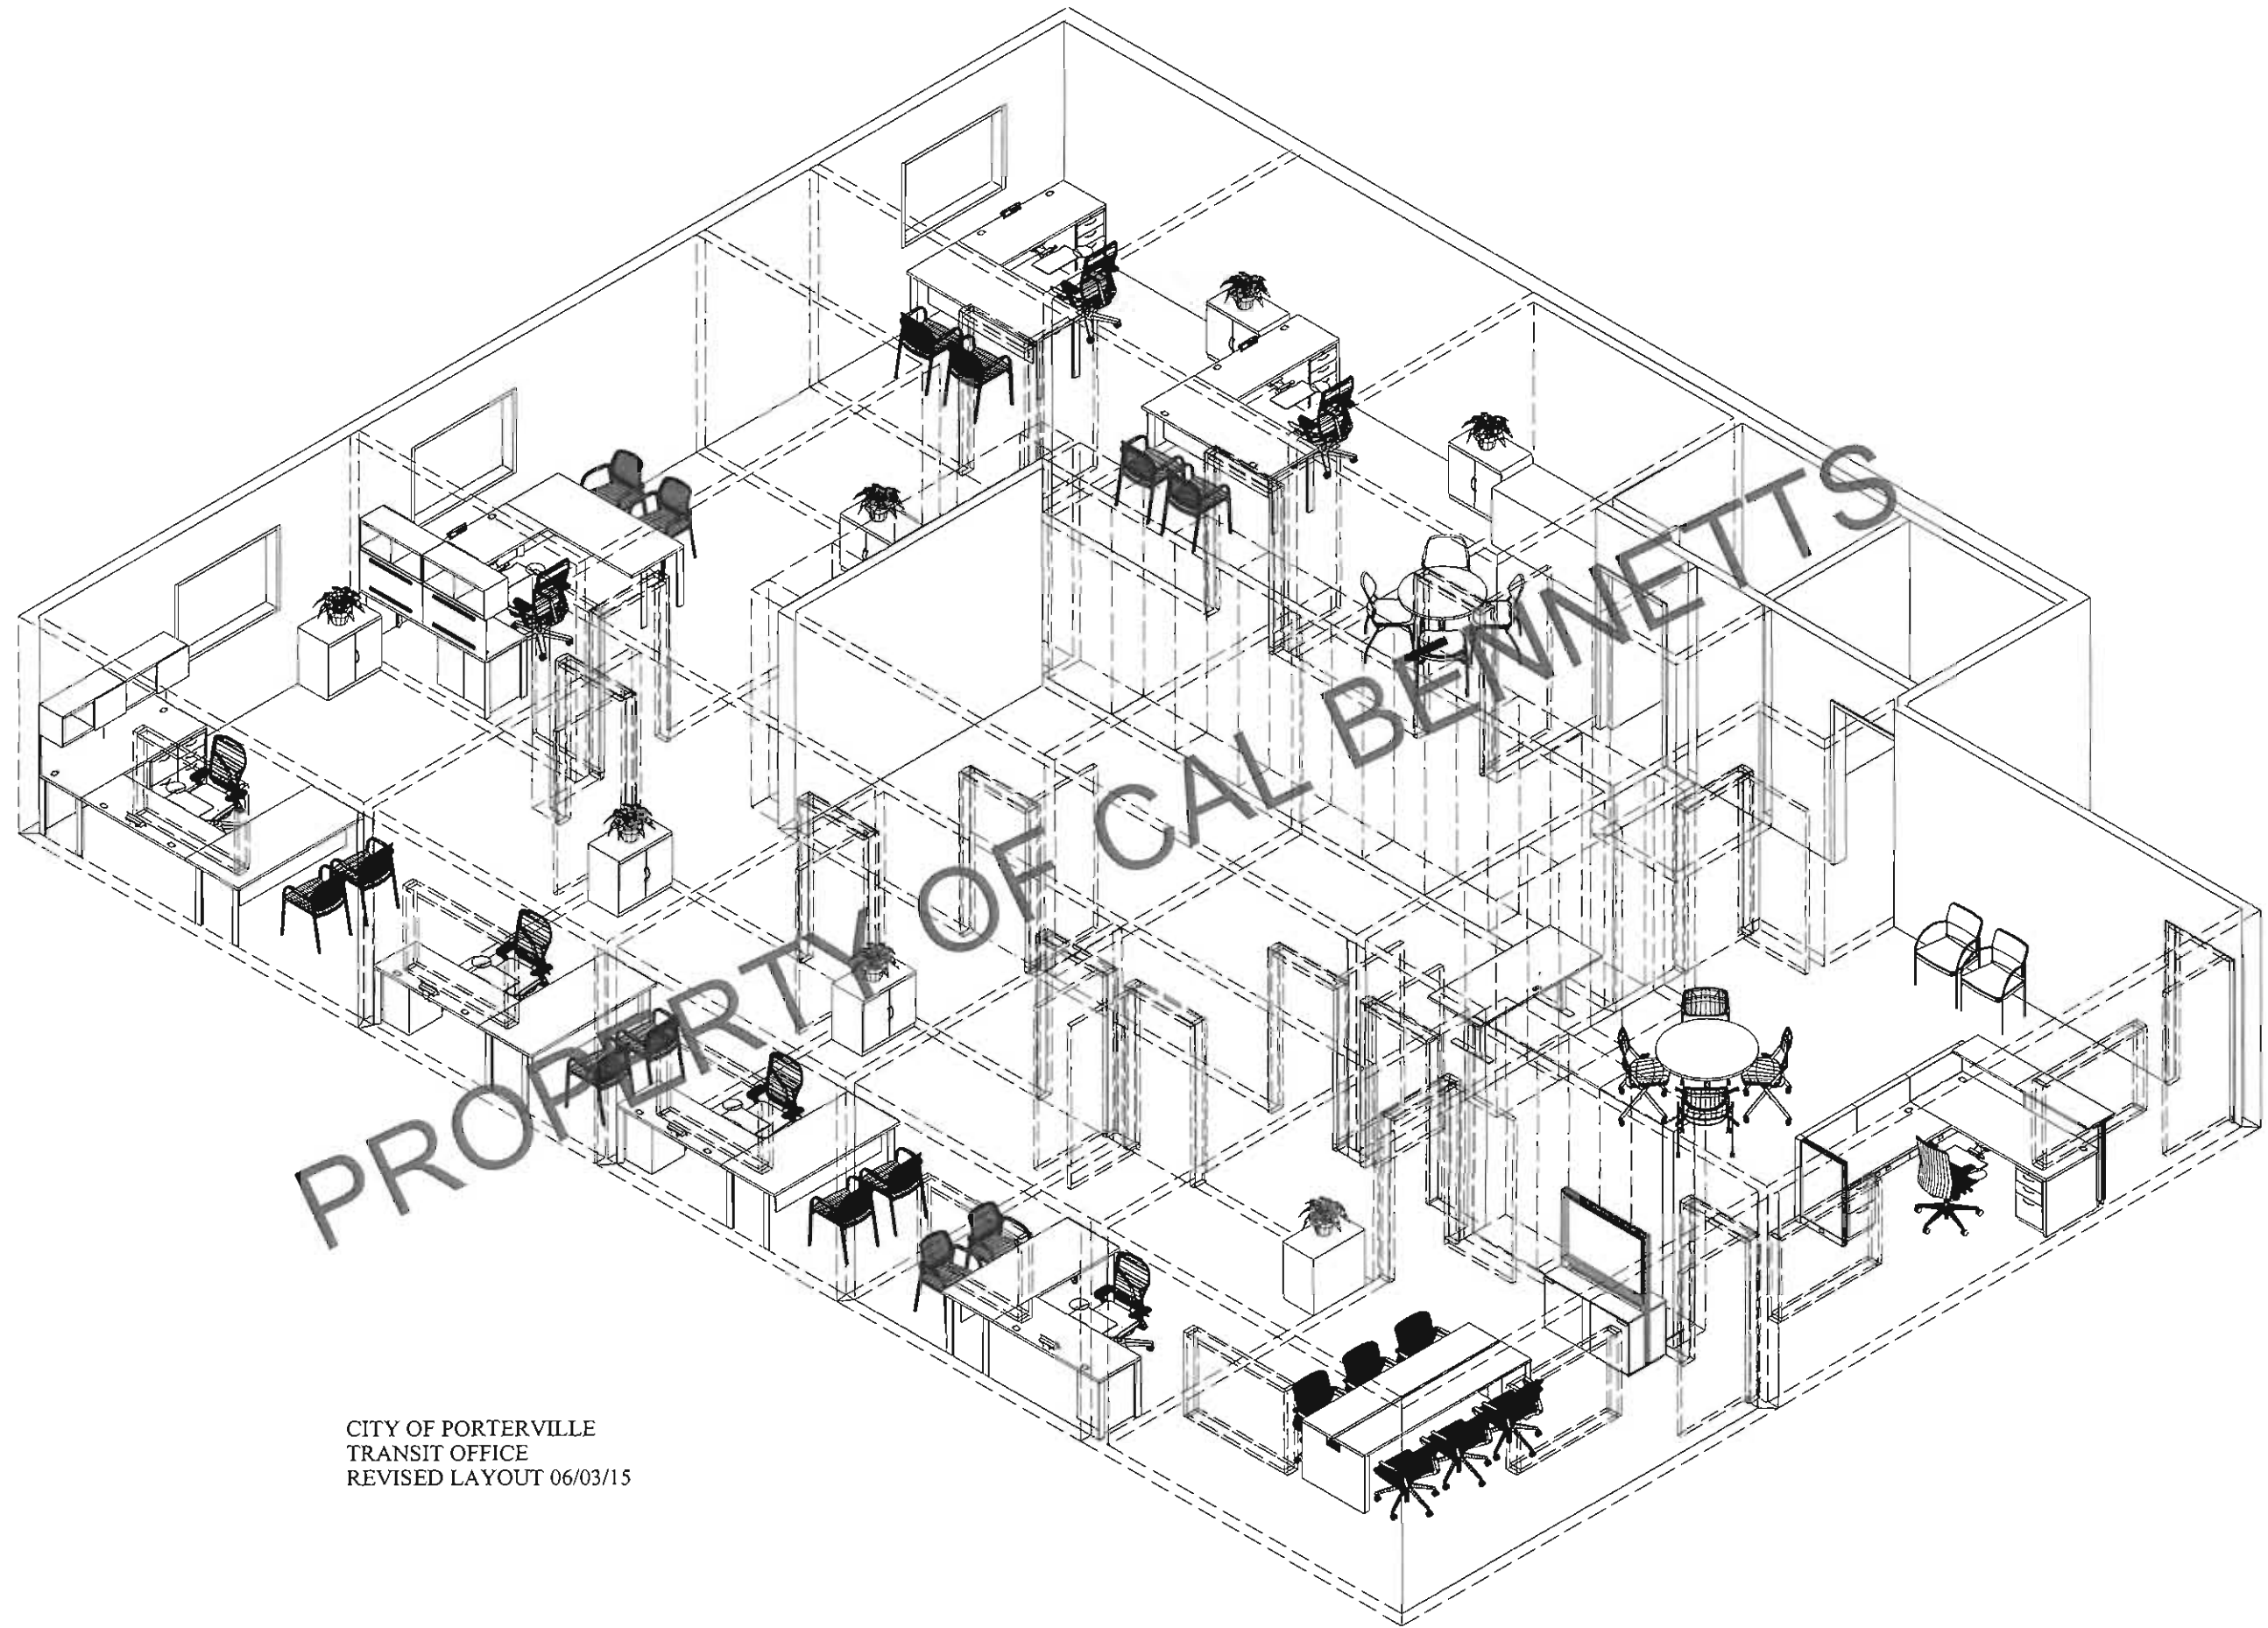 PROPERTY OF CAL BENNETTS
CITY OF PORTERVILLE
TRANSIT OFFICE
REVISED LAYOUT 06/03/15